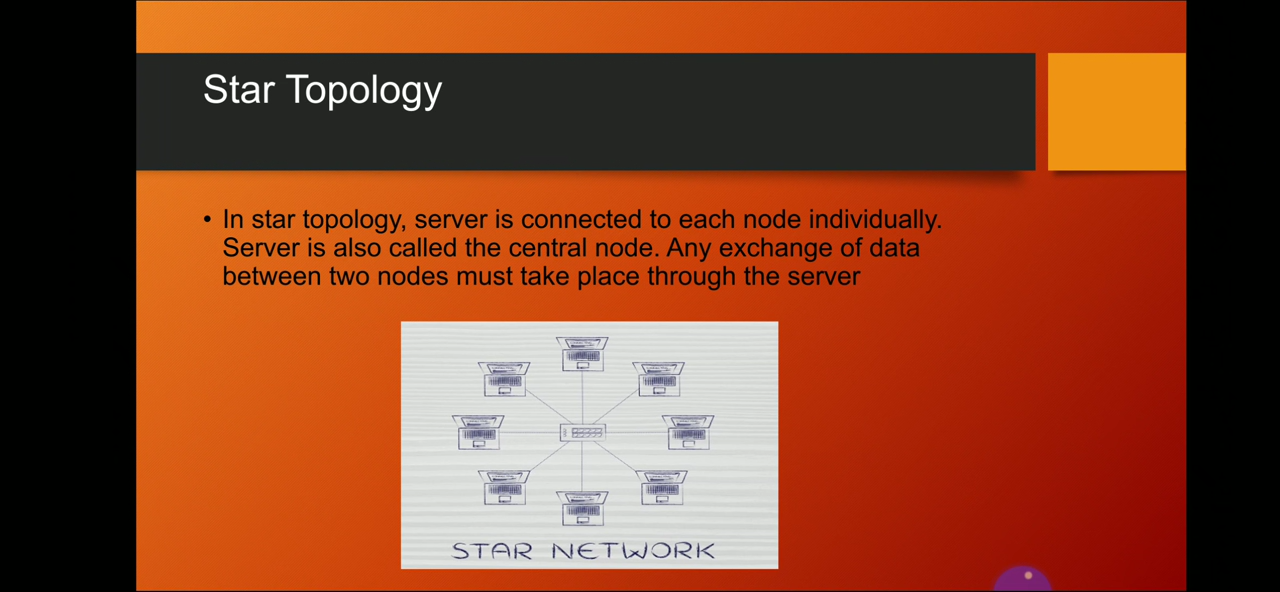 Star Topology
• In star topology, server is connected to each node individually.
Server is also called the central node. Any exchange of data
between two nodes must take place through the server
STAR NETWORK